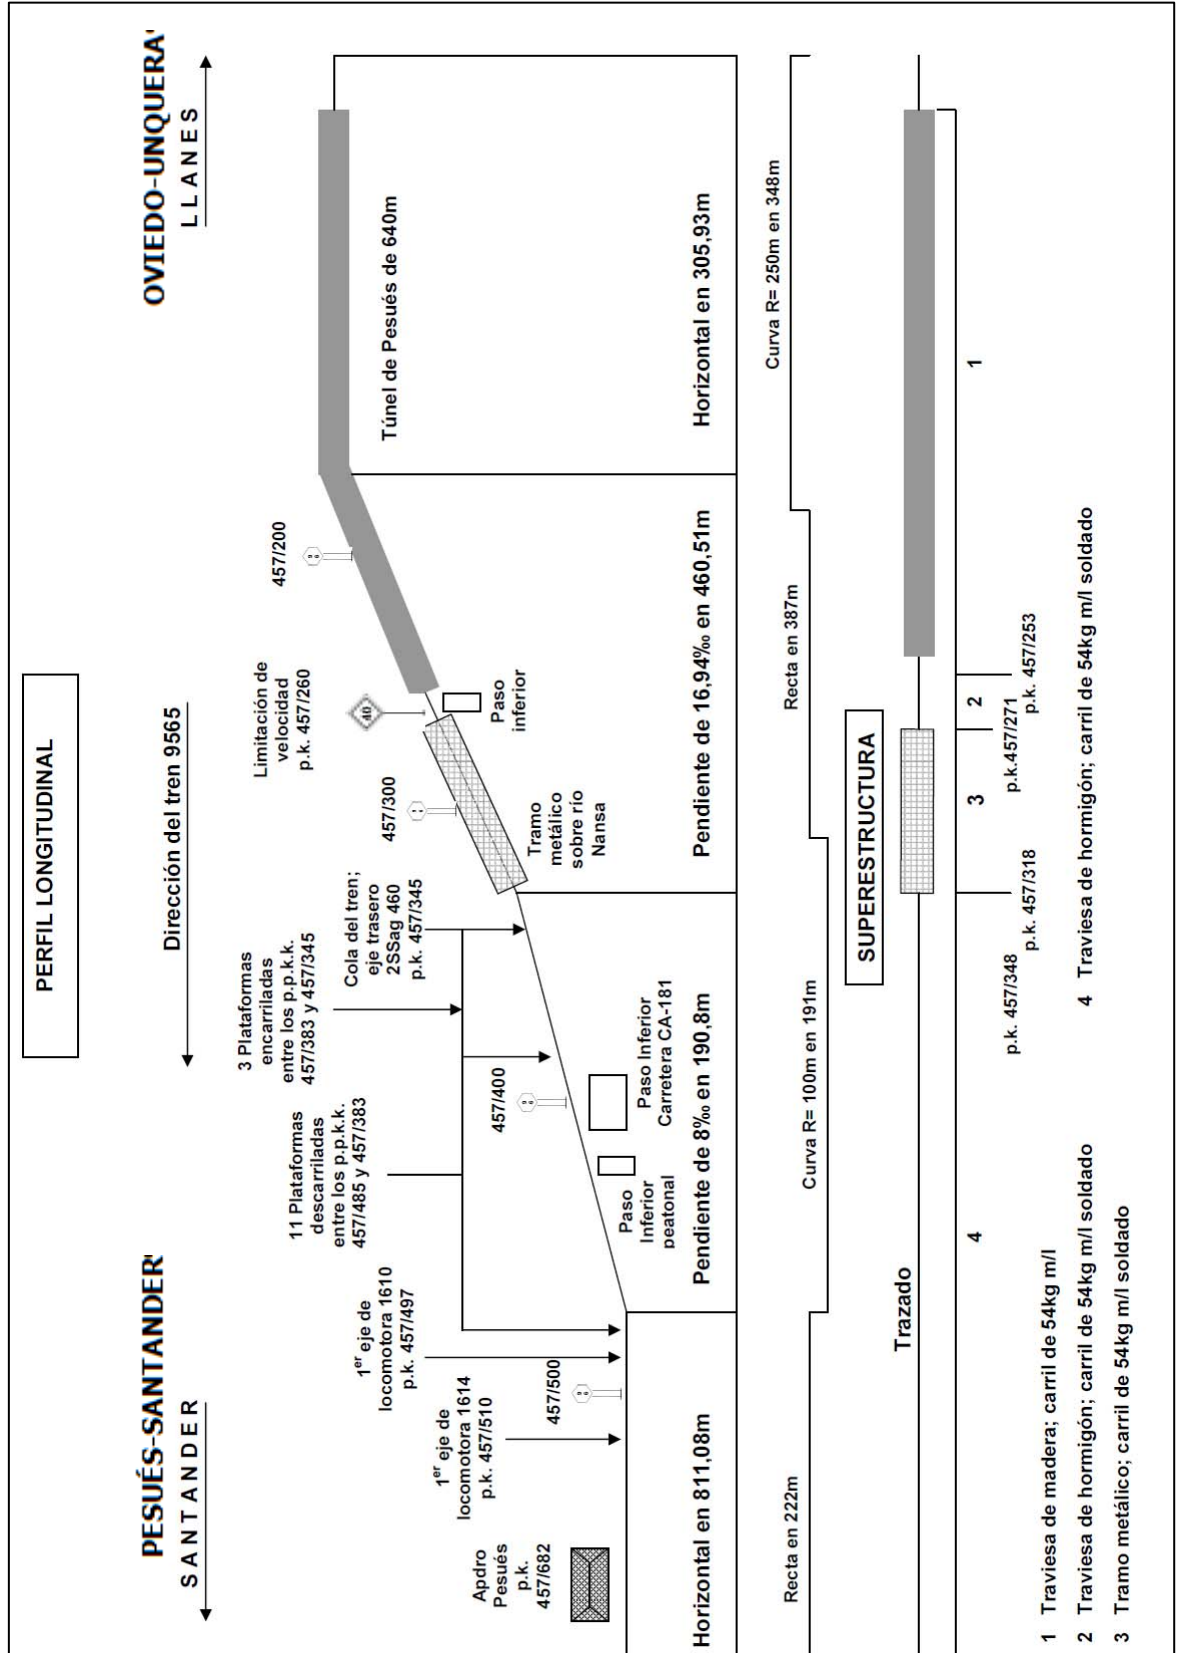 PERFIL LONGITUDINAL
PESUÉS-SANTANDER
SANTANDER
Dirección del tren 9565
OVIEDO-UNQUERA
LLANES
Apdro
Pesués
p.k.
457/682
1er eje de
locomotora 1614
p.k. 457/510
457/500
1er eje de
locomotora 1610
p.k. 457/497
11 Plataformas
descarriladas
entre los p.p.k.k.
457/485 y 457/383
3 Plataformas
encarriladas
entre los p.p.k.k.
457/383 y 457/345
Cola del tren;
eje trasero
2SSag 460
p.k. 457/345
457/400
457/300
Limitación de
velocidad
p.k. 457/260
40
457/200
Paso
Inferior
peatonal
Paso Inferior
Carretera CA-181
Tramo
metálico
sobre río
Nansa
Paso
inferior
Túnel de Pesués de 640m
Horizontal en 811,08m
Pendiente de 8‰ en 190,8m
Pendiente de 16,94‰ en 460,51m
Horizontal en 305,93m
Recta en 222m
Curva R= 100m en 191m
Recta en 387m
Curva R= 250m en 348m
SUPERESTRUCTURA
Trazado
4
3
2
1
p.k. 457/348
p.k. 457/318
p.k.457/271
p.k. 457/253
1 Traviesa de madera; carril de 54kg m/l
2 Traviesa de hormigón; carril de 54kg m/l soldado
3 Tramo metálico; carril de 54kg m/l soldado
4 Traviesa de hormigón; carril de 54kg m/l soldado